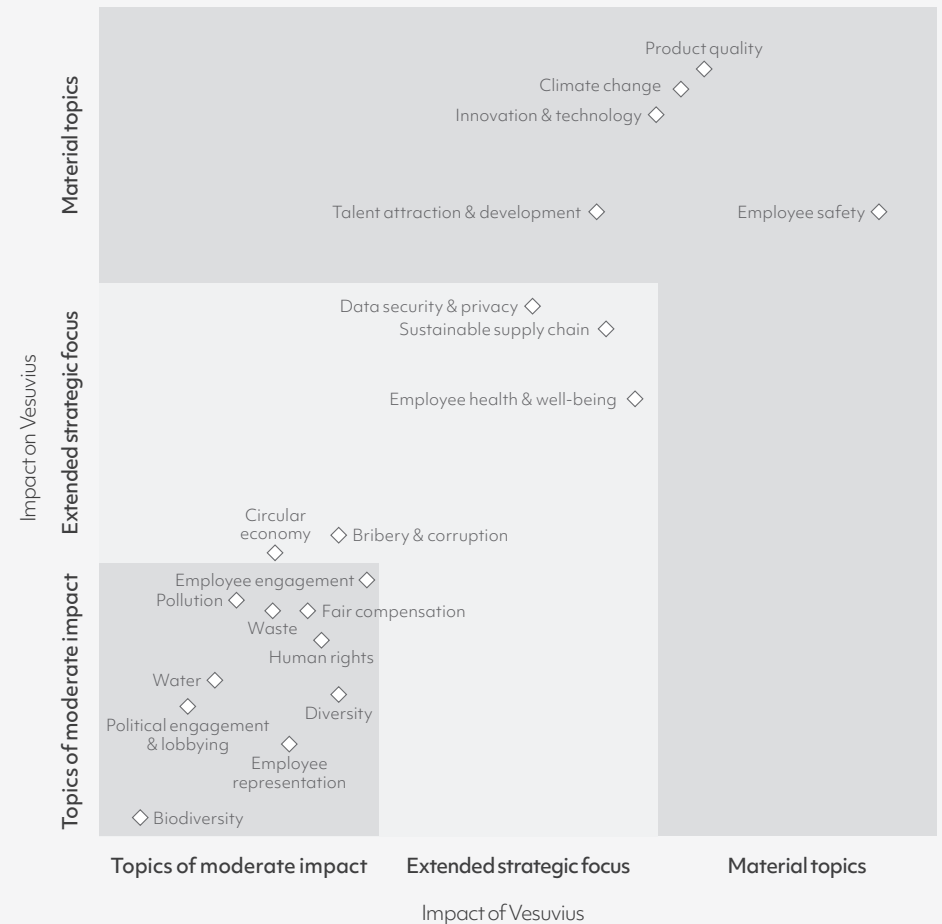 Product quality
Climate change
Innovation & technology
Talent attraction & development
Employee safety
Material topics
Data security & privacy
Sustainable supply chain
Employee health & well-being
Circular
economy
Bribery & corruption
Extended strategic focus
Impact on Vesuvius
Employee engagement
Pollution
Waste
Fair compensation
Human rights
Water
Diversity
Political engagement
& lobbying
Employee
representation
Biodiversity
Topics of moderate impact
Topics of moderate impact
Extended strategic focus
Material topics
Impact of Vesuvius